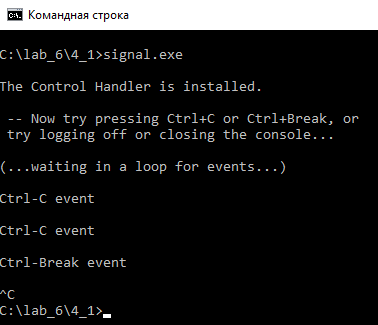 Командная строка
C:\lab_6\4_1>signal.exe
The Control Handler is installed.
-- Now try pressing Ctrl+C or Ctrl+Break, or
try logging off or closing the console...
(...waiting in a loop for events...)
Ctrl-C event
Ctrl-C event
Ctrl-Break event
^C
C:\lab_6\4_1>